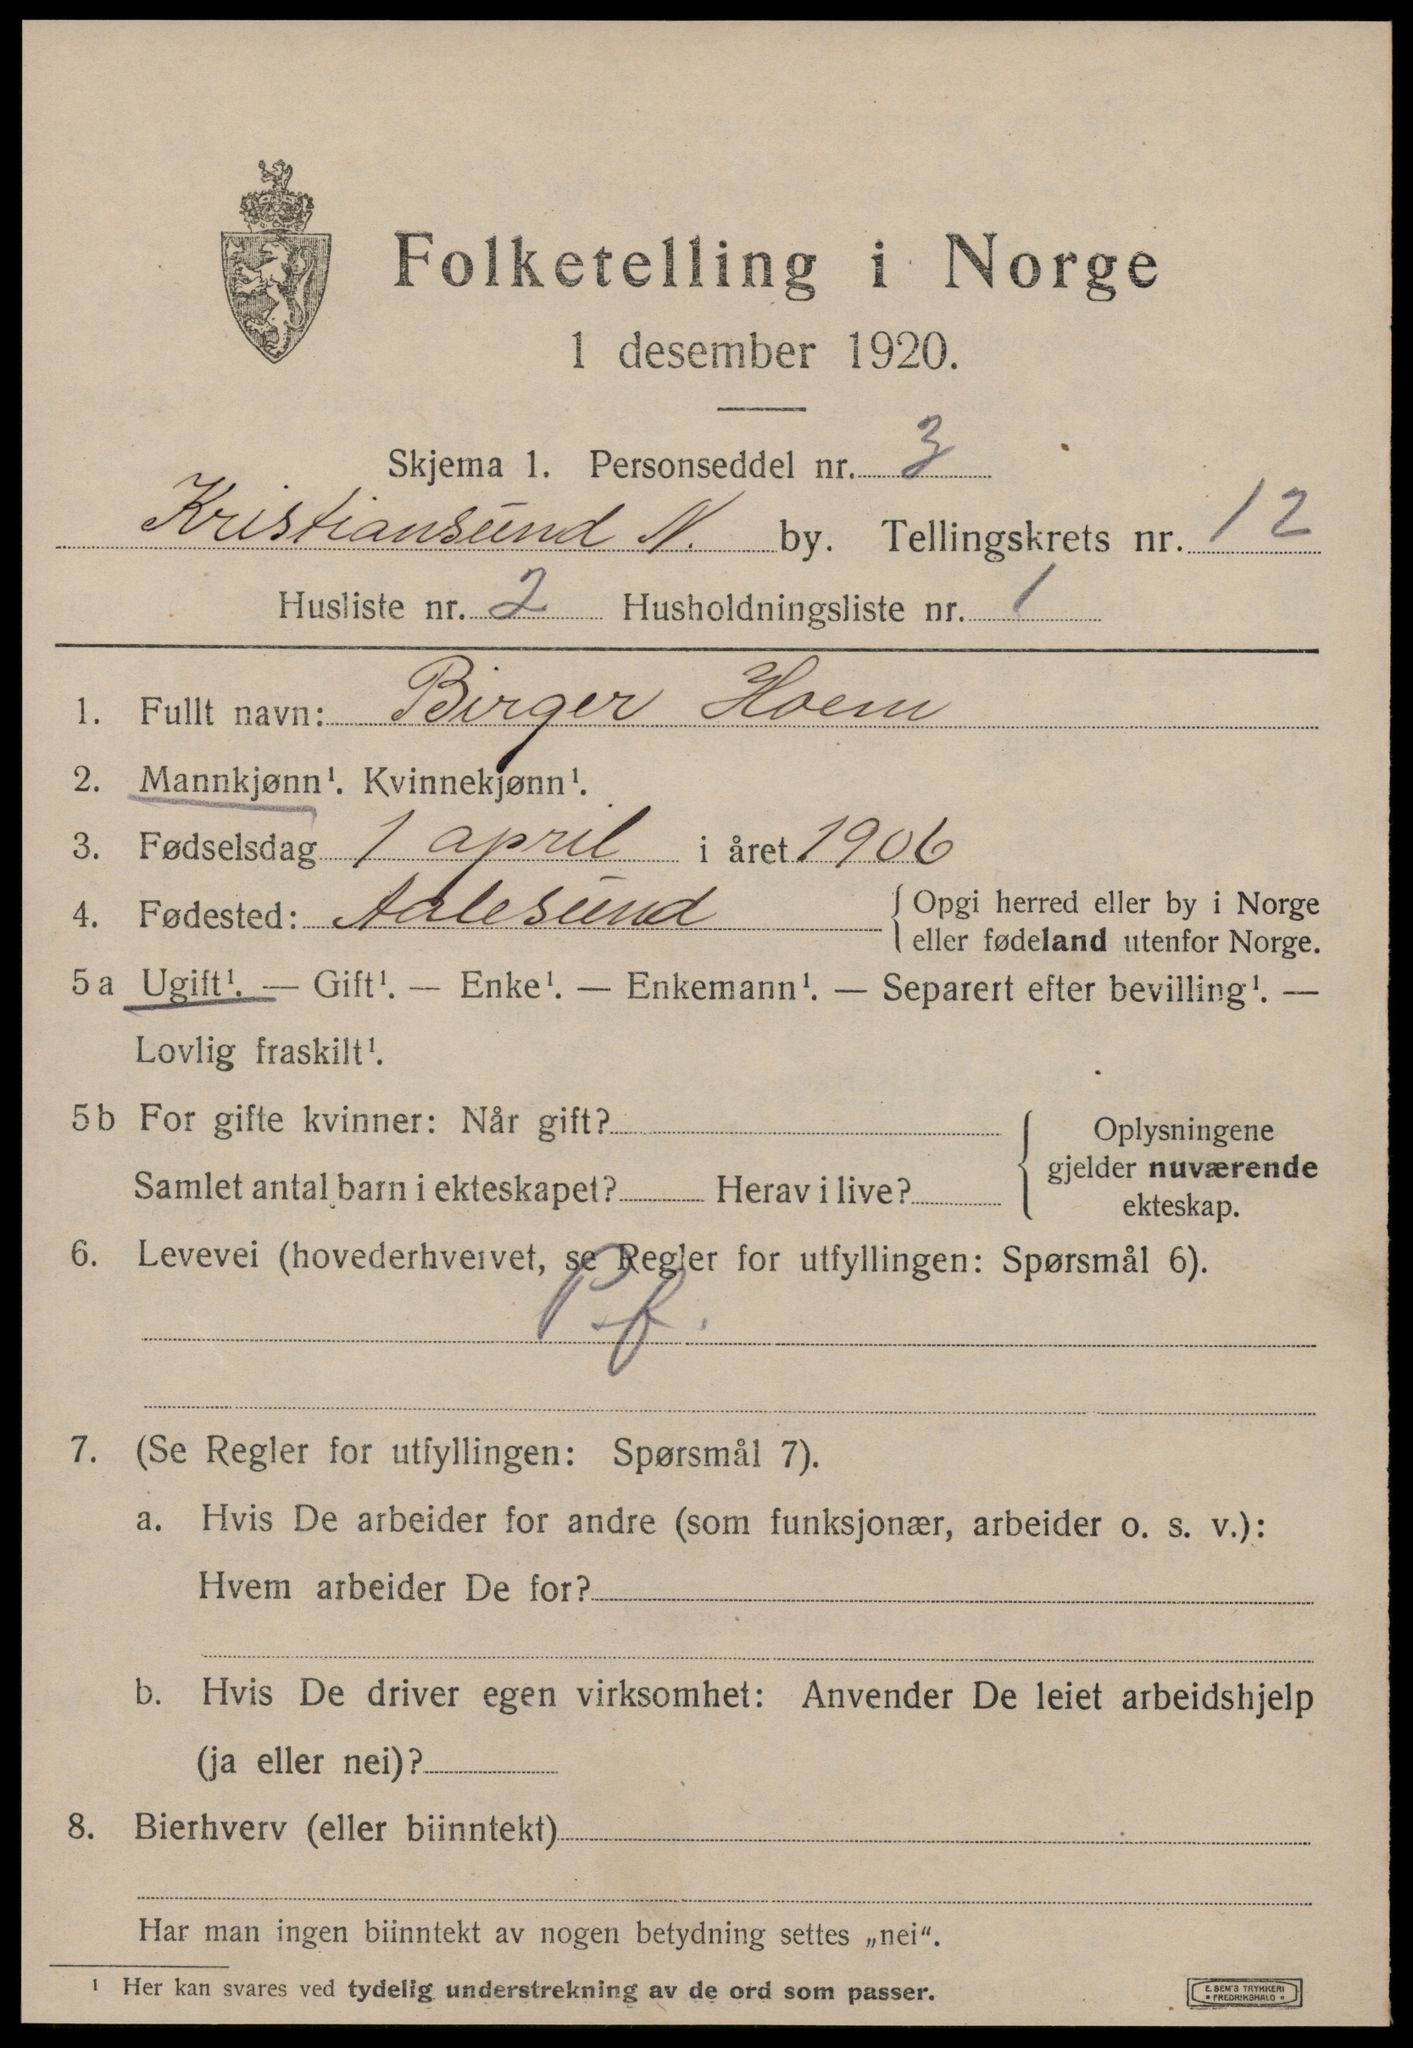 Folketelling i Norge
1 desember 1920.
Skjema 1. Personseddel nr. 3
Kristiansund N. by. Tellingskrets nr. 12
Husliste nr. 2 Husholdningsliste nr. 1
1. Fullt navn: Birger Hoem
2. Mannkjønn¹. Kvinnekjønn¹.
3. Fødselsdag 1 april i året 1906
4. Fødested: Aalesund { Opgi herred eller by i Norge
eller fødeland utenfor Norge.
5 a Ugift¹. — Gift¹. — Enke¹. — Enkemann¹. — Separert efter bevilling¹. —
Lovlig fraskilt¹.
5 b For gifte kvinner: Når gift?
Samlet antal barn i ekteskapet? Herav i live?
{ Oplysningene
gjelder nuværende
ekteskap.
6. Levevei (hovederhvervet, se Regler for utfyllingen: Spørsmål 6).
P. f.
7. (Se Regler for utfyllingen: Spørsmål 7).
a. Hvis De arbeider for andre (som funksjonær, arbeider o. s. v.):
Hvem arbeider De for?
b. Hvis De driver egen virksomhet: Anvender De leiet arbeidshjelp
(ja eller nei)?
8. Bierhverv (eller biinntekt)
Har man ingen biinntekt av nogen betydning settes „nei“.
¹ Her kan svares ved tydelig understrekning av de ord som passer.
E. SEM'S TRYKKERI
• FREDRIKSHALD •